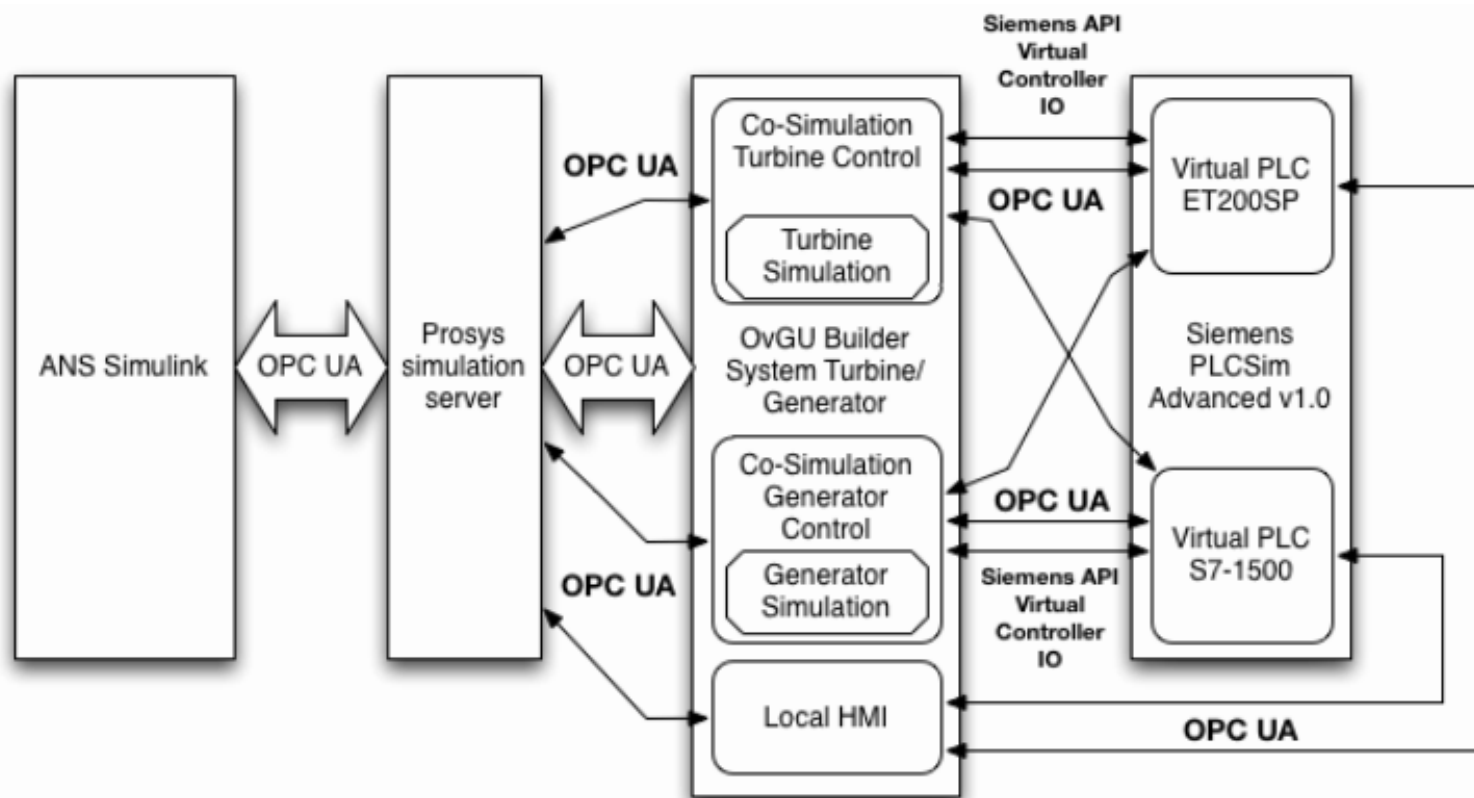 Siemens API
Virtual
Controller
IO
Co-Simulation
Turbine Control
OPC UA
Virtual PLC
ET200SP
OPC UA
Turbine
Simulation
ANS Simulink
OPC UA
Prosys
simulation
server
OPC UA
OvGU Builder
System Turbine/
Generator
Siemens
PLCSim
Advanced v1.0
Co-Simulation
Generator
Control
OPC UA
Virtual PLC
S7-1500
OPC UA
Generator
Simulation
Siemens API
Virtual
Controller
IO
Local HMI
OPC UA